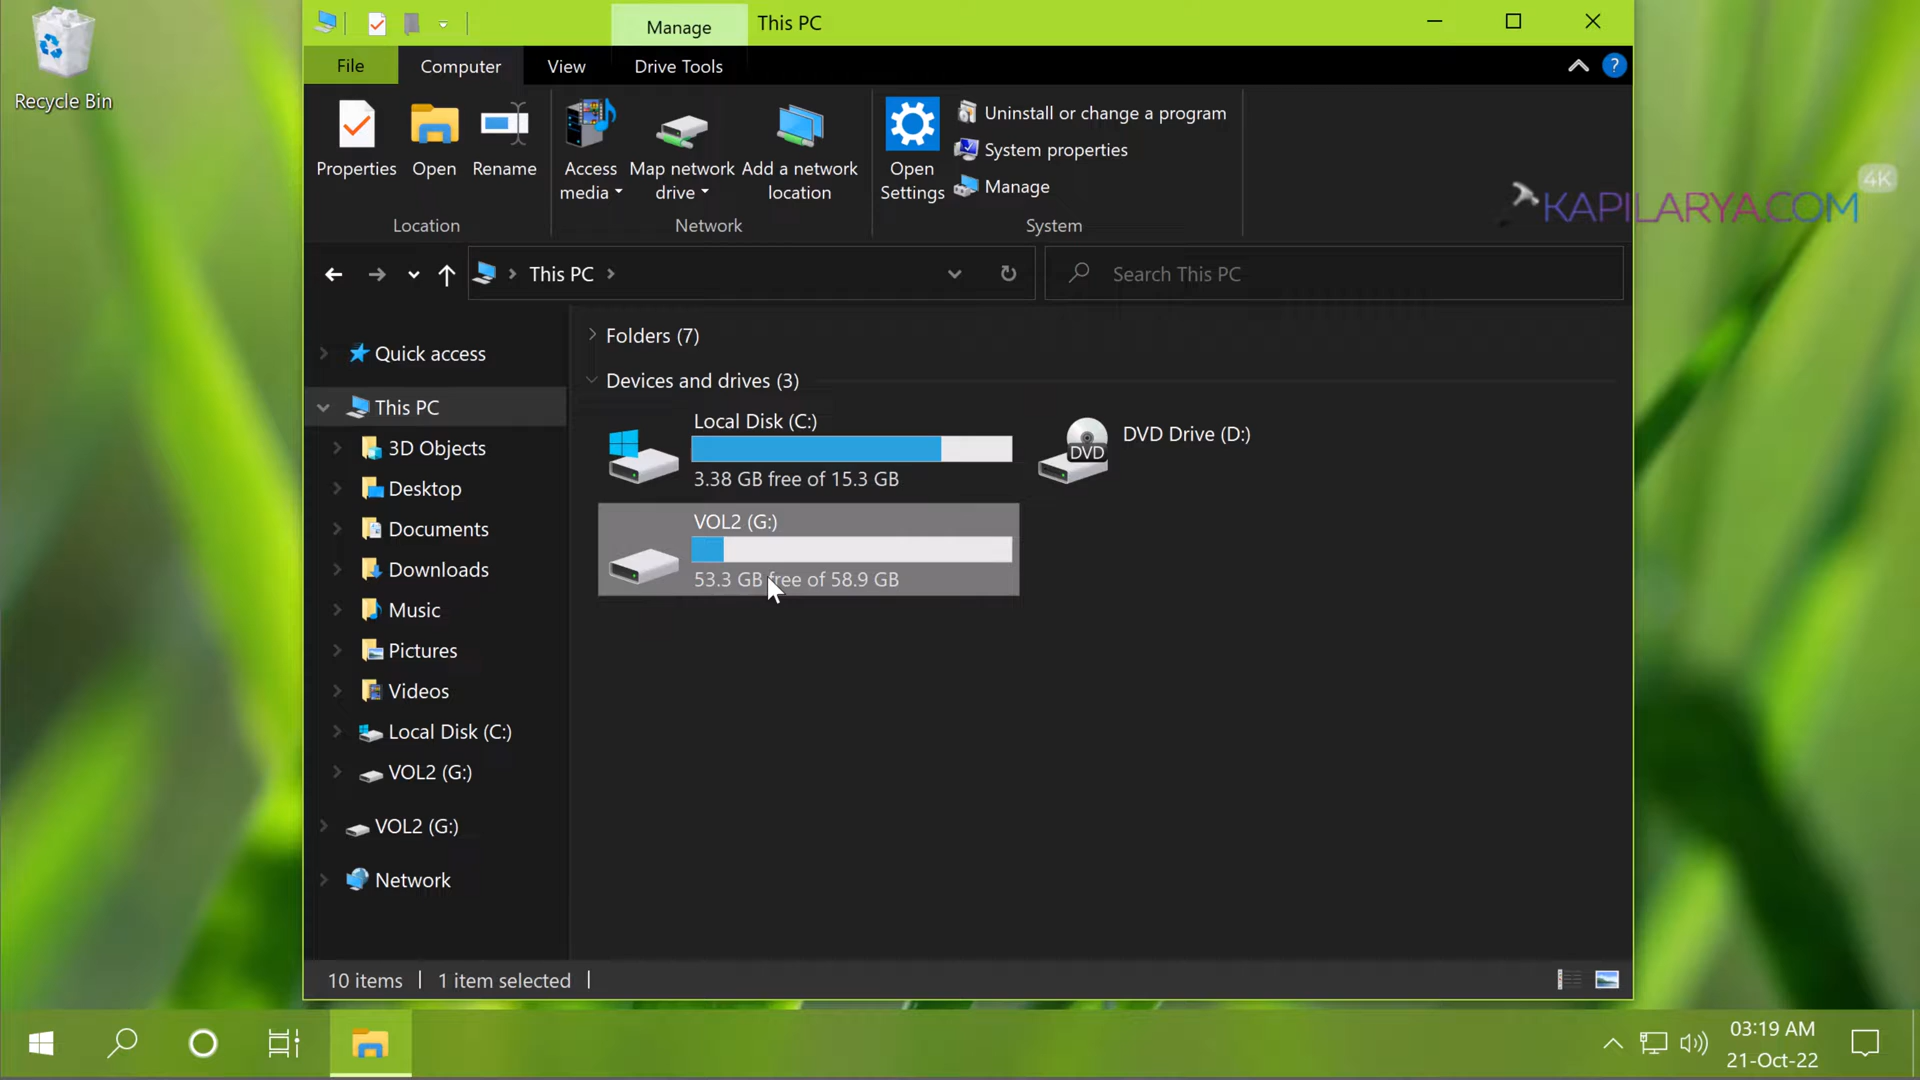 Recycle Bin
Manage
This PC
File
Computer
View
Drive Tools
?
Properties
Open
Rename
Access media
Map network drive
Add a network location
Open Settings
Uninstall or change a program
System properties
Manage
Location
Network
System
4K
KAPILARYA.COM
This PC
Search This PC
Quick access
This PC
3D Objects
Desktop
Documents
Downloads
Music
Pictures
Videos
Local Disk (C:)
VOL2 (G:)
VOL2 (G:)
Network
Folders (7)
Devices and drives (3)
Local Disk (C:)
3.38 GB free of 15.3 GB
DVD
DVD Drive (D:)
VOL2 (G:)
53.3 GB free of 58.9 GB
10 items
1 item selected
03:19 AM
21-Oct-22